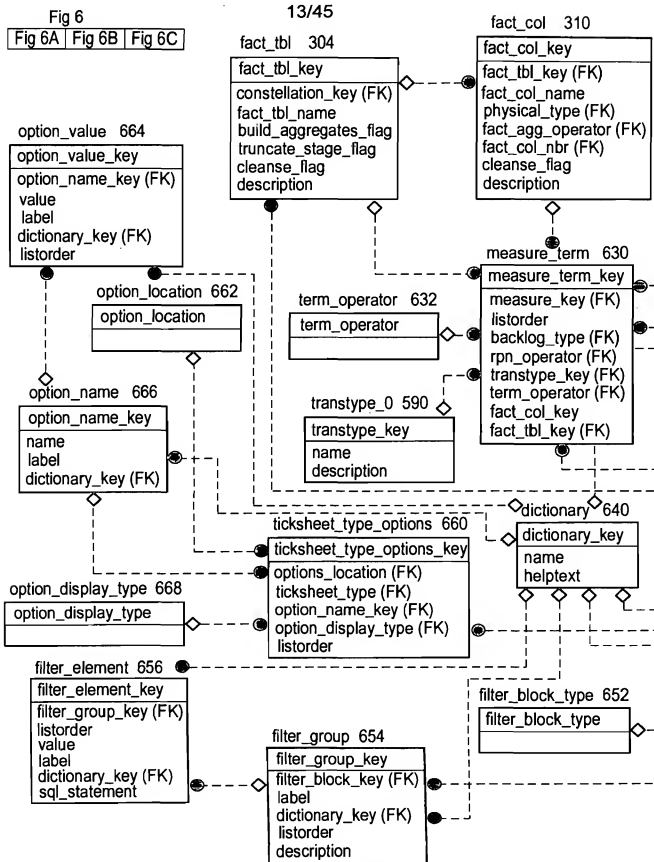 Fig 6
Fig 6A Fig 6B Fig 6C
13/45
fact_tbl 304
fact_tbl_key
constellation_key (FK)
fact_tbl_name
build_aggregates_flag
truncate_stage_flag
cleanse_flag
description
fact_col 310
fact_col_key
fact_tbl_key (FK)
fact_col_name
physical_type (FK)
fact_agg_operator (FK)
fact_col_nbr (FK)
cleanse_flag
description
option_value 664
option_value_key
option_name_key (FK)
value
label
dictionary_key (FK)
listorder
option_location 662
option_location
term_operator 632
term_operator
measure_term 630
measure_term_key
measure_key (FK)
listorder
backlog_type (FK)
rpn_operator (FK)
transtype_key (FK)
term_operator (FK)
fact_col_key
fact_tbl_key (FK)
option_name 666
option_name_key
name
label
dictionary_key (FK)
transtype_0 590
transtype_key
name
description
ticksheet_type_options 660
ticksheet_type_options_key
options_location (FK)
ticksheet_type (FK)
option_name_key (FK)
option_display_type (FK)
listorder
dictionary 640
dictionary_key
name
helptext
option_display_type 668
option_display_type
filter_element 656
filter_element_key
filter_group_key (FK)
listorder
value
label
dictionary_key (FK)
sql_statement
filter_block_type 652
filter_block_type
filter_group 654
filter_group_key
filter_block_key (FK)
label
dictionary_key (FK)
listorder
description